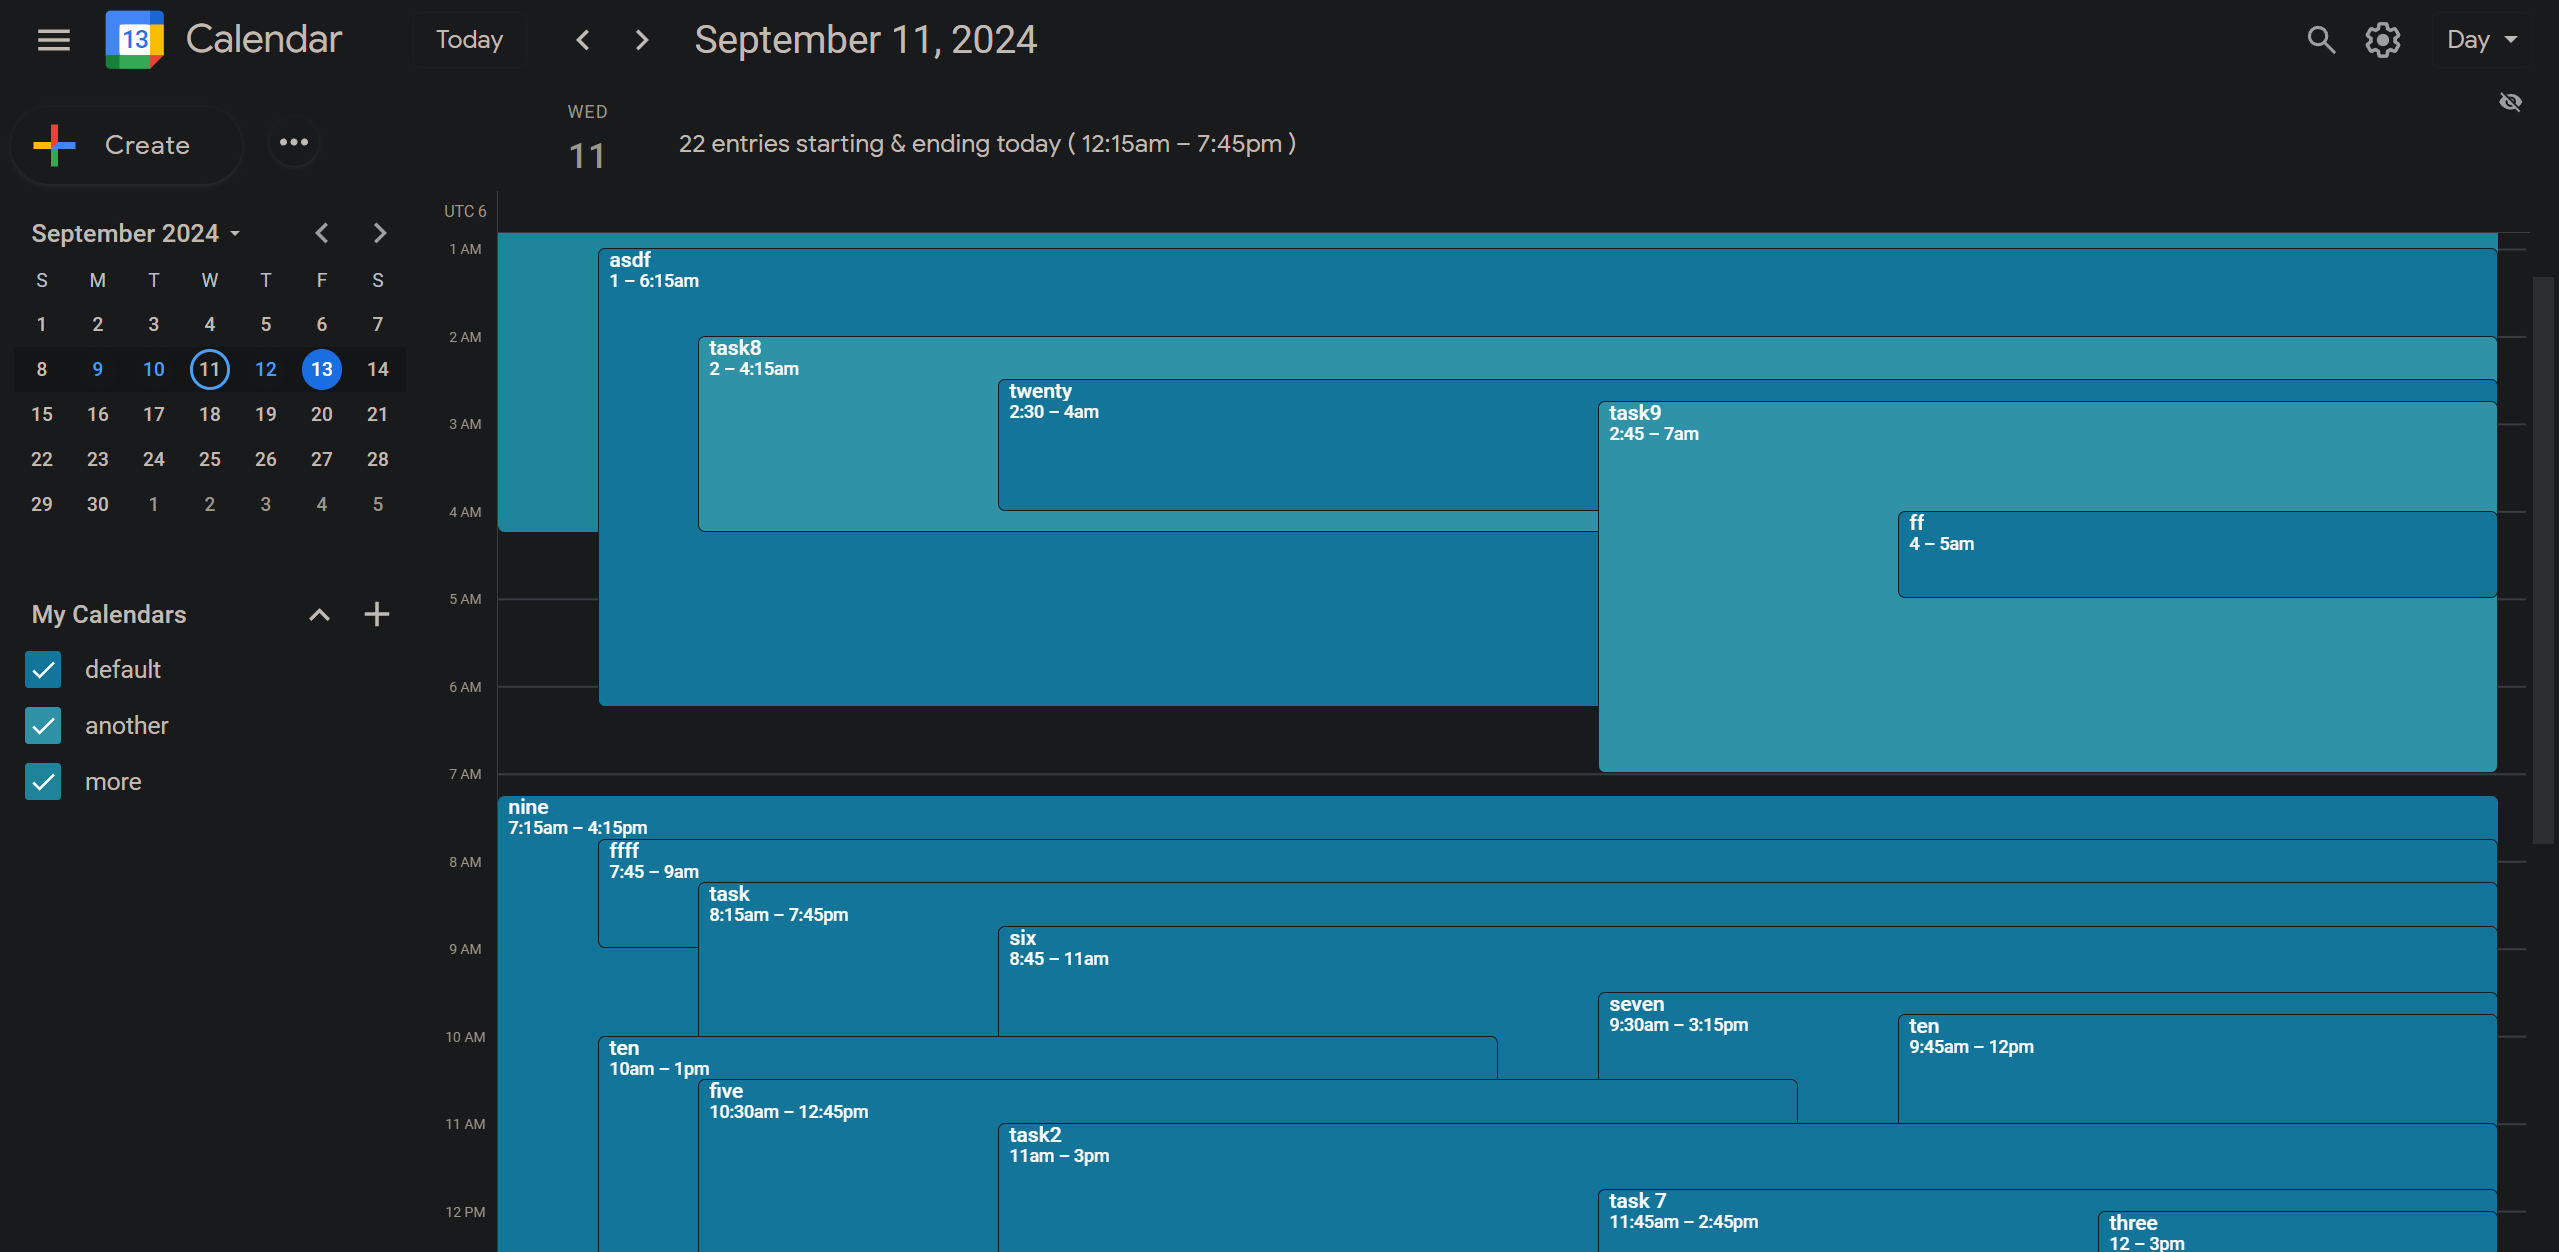 13 Calendar Today September 11, 2024 Day
Create
WED
11
22 entries starting & ending today ( 12:15am – 7:45pm )
September 2024
S M T W T F S
1 2 3 4 5 6 7
8 9 10 11 12 13 14
15 16 17 18 19 20 21
22 23 24 25 26 27 28
29 30 1 2 3 4 5
My Calendars
default
another
more
UTC 6
1 AM
2 AM
3 AM
4 AM
5 AM
6 AM
7 AM
8 AM
9 AM
10 AM
11 AM
12 PM
asdf
1 – 6:15am
task8
2 – 4:15am
twenty
2:30 – 4am
task9
2:45 – 7am
ff
4 – 5am
nine
7:15am – 4:15pm
ffff
7:45 – 9am
task
8:15am – 7:45pm
six
8:45 – 11am
seven
9:30am – 3:15pm
ten
9:45am – 12pm
ten
10am – 1pm
five
10:30am – 12:45pm
task2
11am – 3pm
task 7
11:45am – 2:45pm
three
12 – 3pm